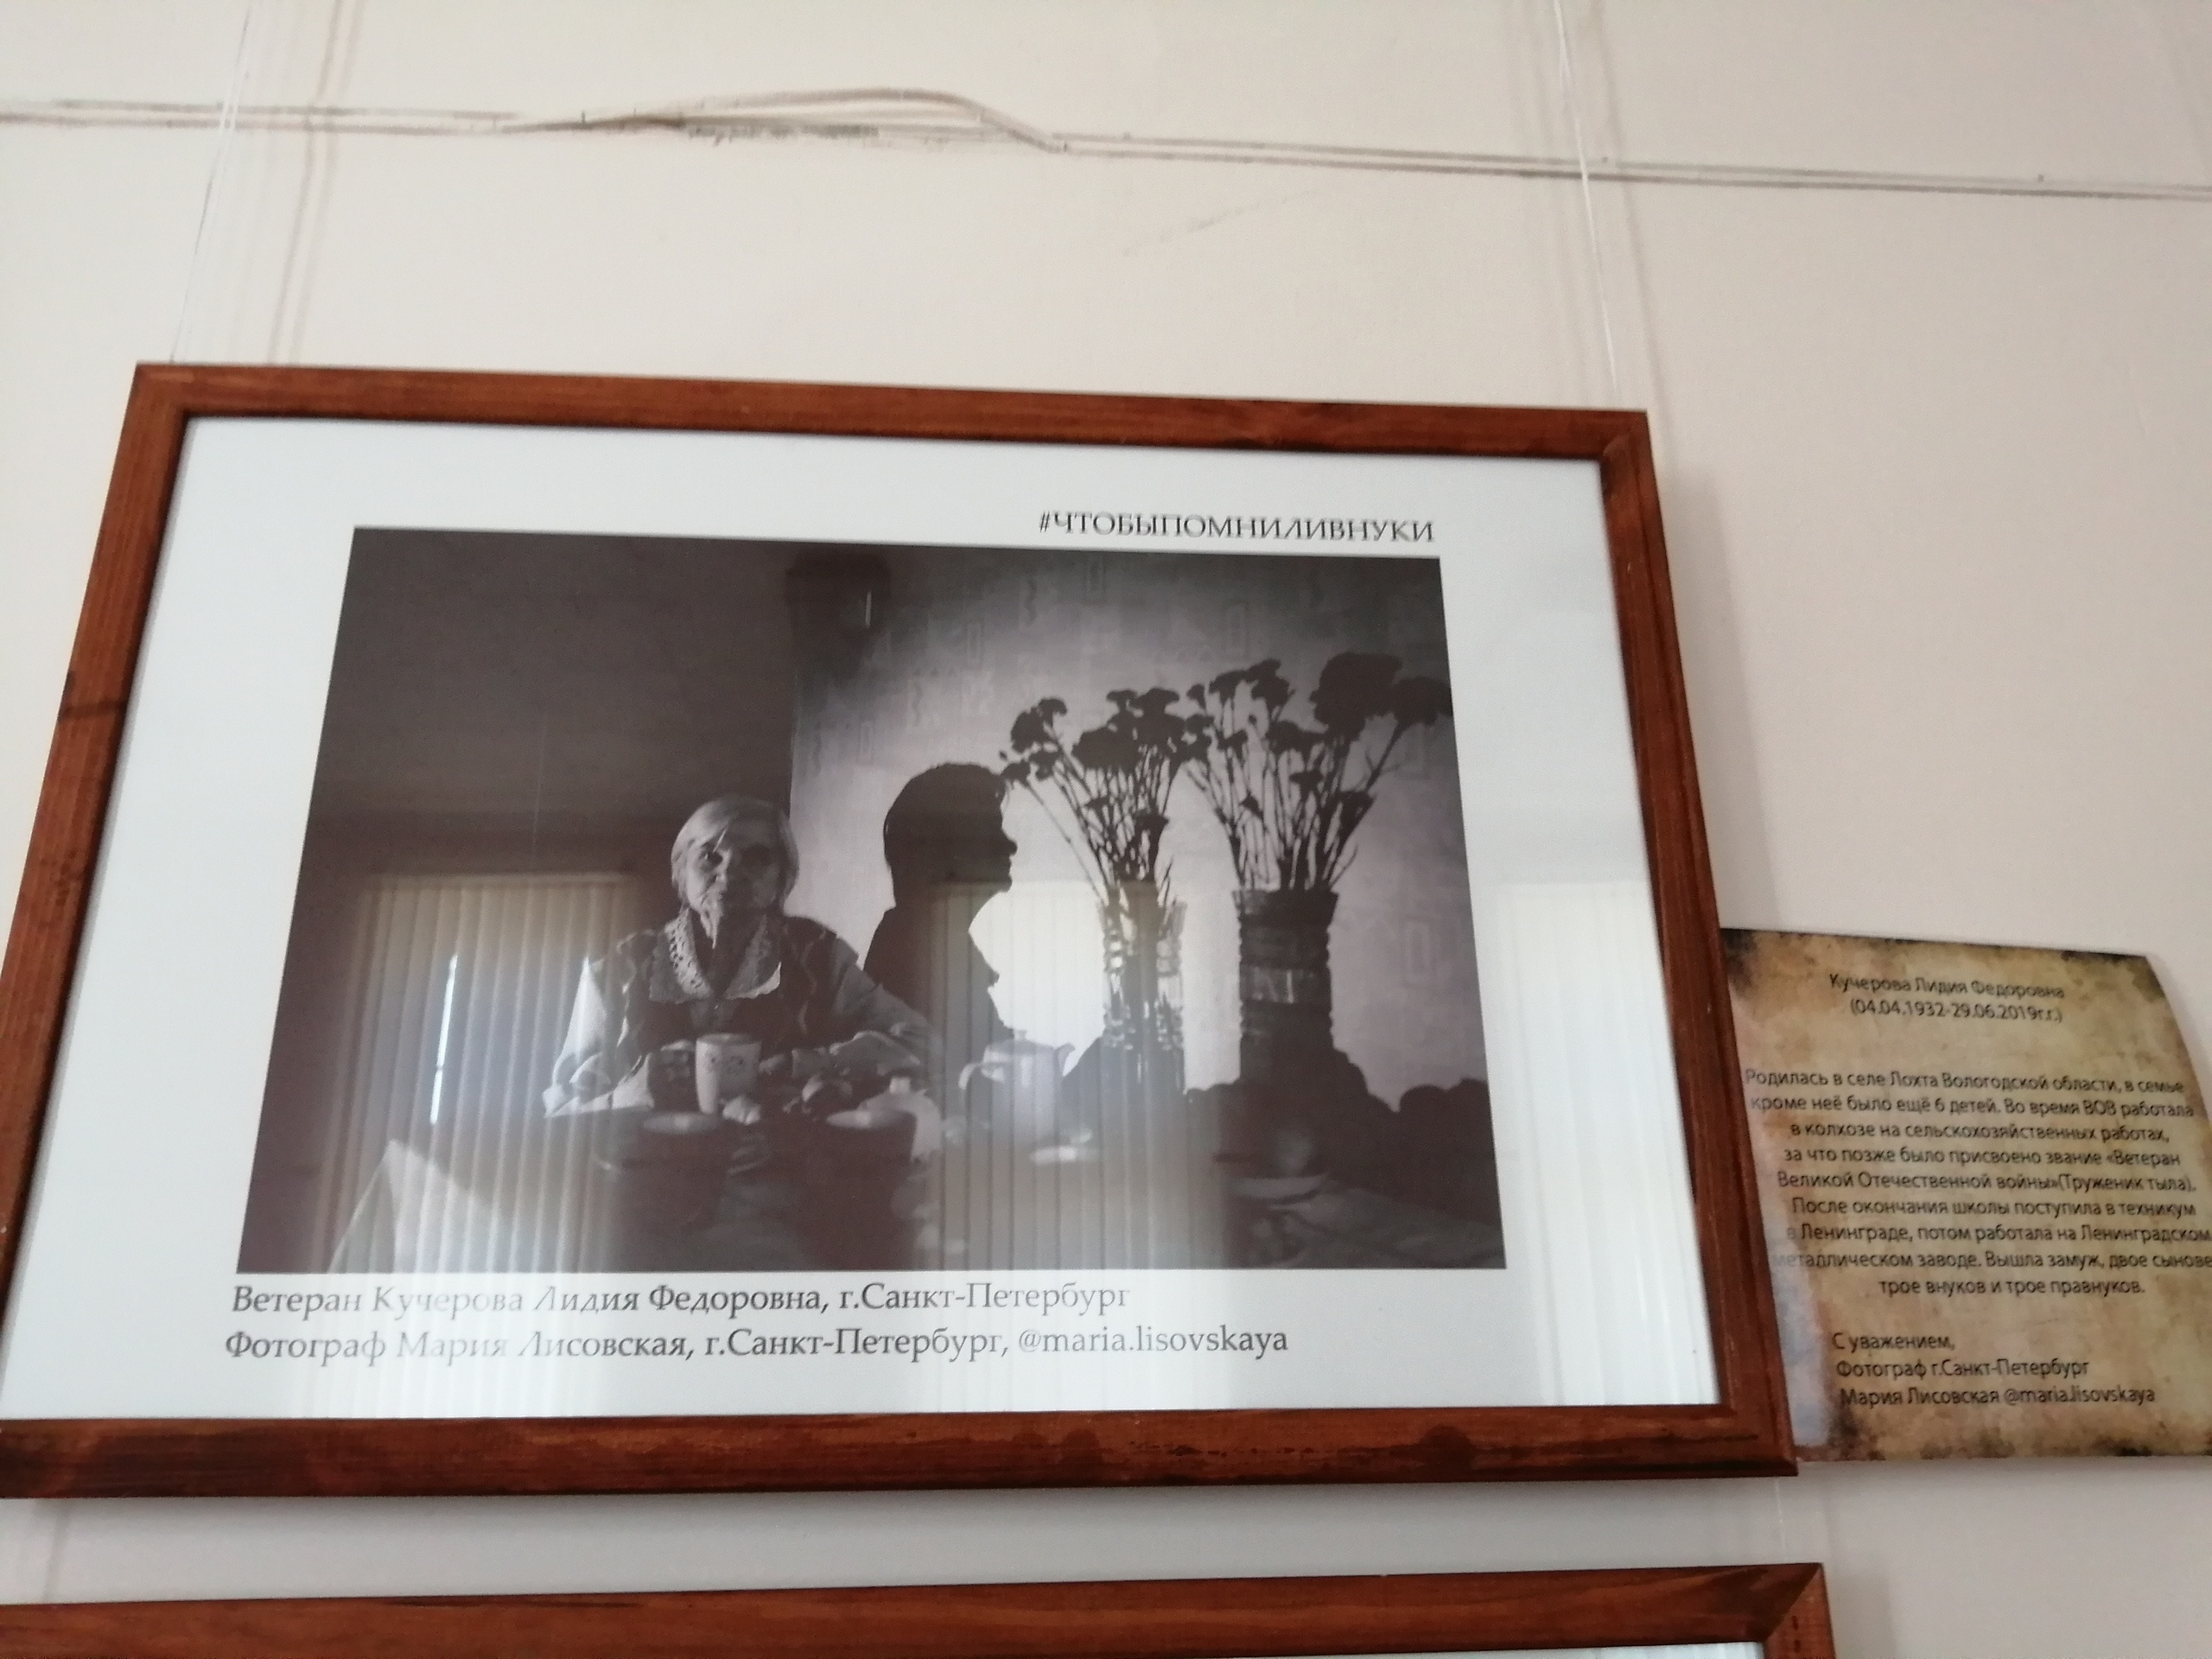 #ЧТОБЫПОМНИЛИВНУКИ
Ветеран Кучерова Лидия Федоровна, г.Санкт-Петербург
Фотограф Мария Лисовская, г.Санкт-Петербург, @maria.lisovskaya
Кучерова Лидия Федоровна
(04.04.1932-29.06.2019г.г.)
Родилась в селе Лохта Вологодской области, в семье
кроме неё было ещё 6 детей. Во время ВОВ работала
в колхозе на сельскохозяйственных работах,
за что позже было присвоено звание «Ветеран
Великой Отечественной войны»(Труженик тыла).
После окончания школы поступила в техникум
в Ленинграде, потом работала на Ленинградском
металлическом заводе. Вышла замуж, двое сынове
трое внуков и трое правнуков.
С уважением,
Фотограф г.Санкт-Петербург
Мария Лисовская @maria.lisovskaya